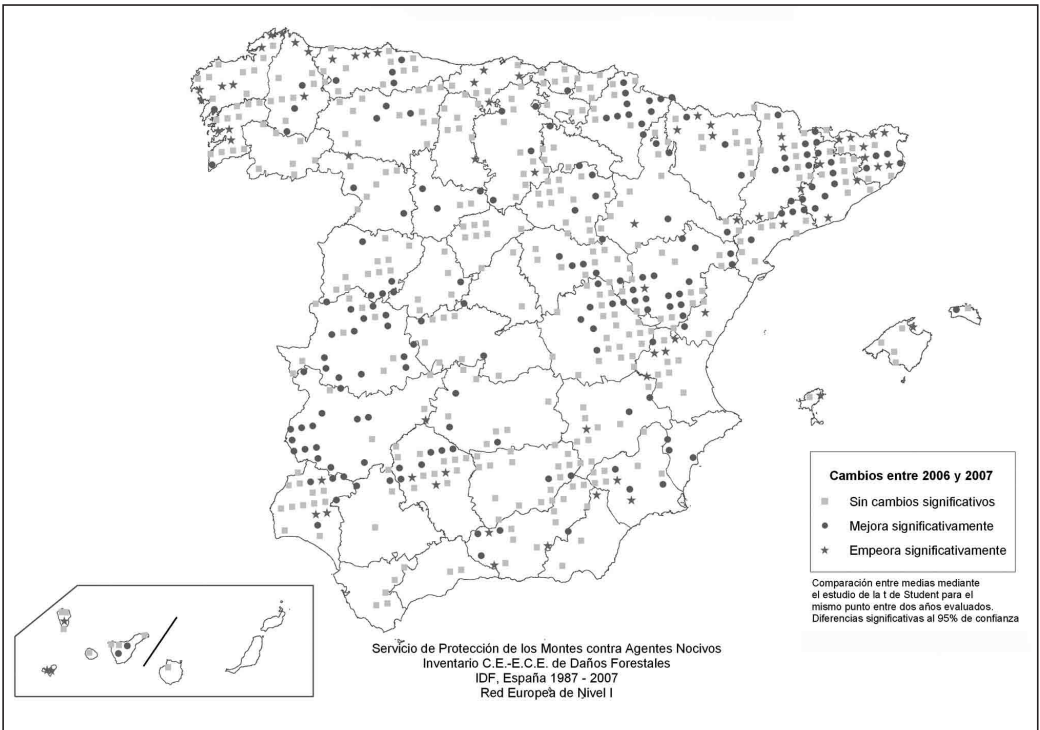 Cambios entre 2006 y 2007
Sin cambios significativos
Mejora significativamente
Empeora significativamente
Comparación entre medias mediante
el estudio de la t de Student para el
mismo punto entre dos años evaluados.
Diferencias significativas al 95% de confianza
Servicio de Protección de los Montes contra Agentes Nocivos
Inventario C.E.-E.C.E. de Daños Forestales
IDF, España 1987 - 2007
Red Europea de Nivel I